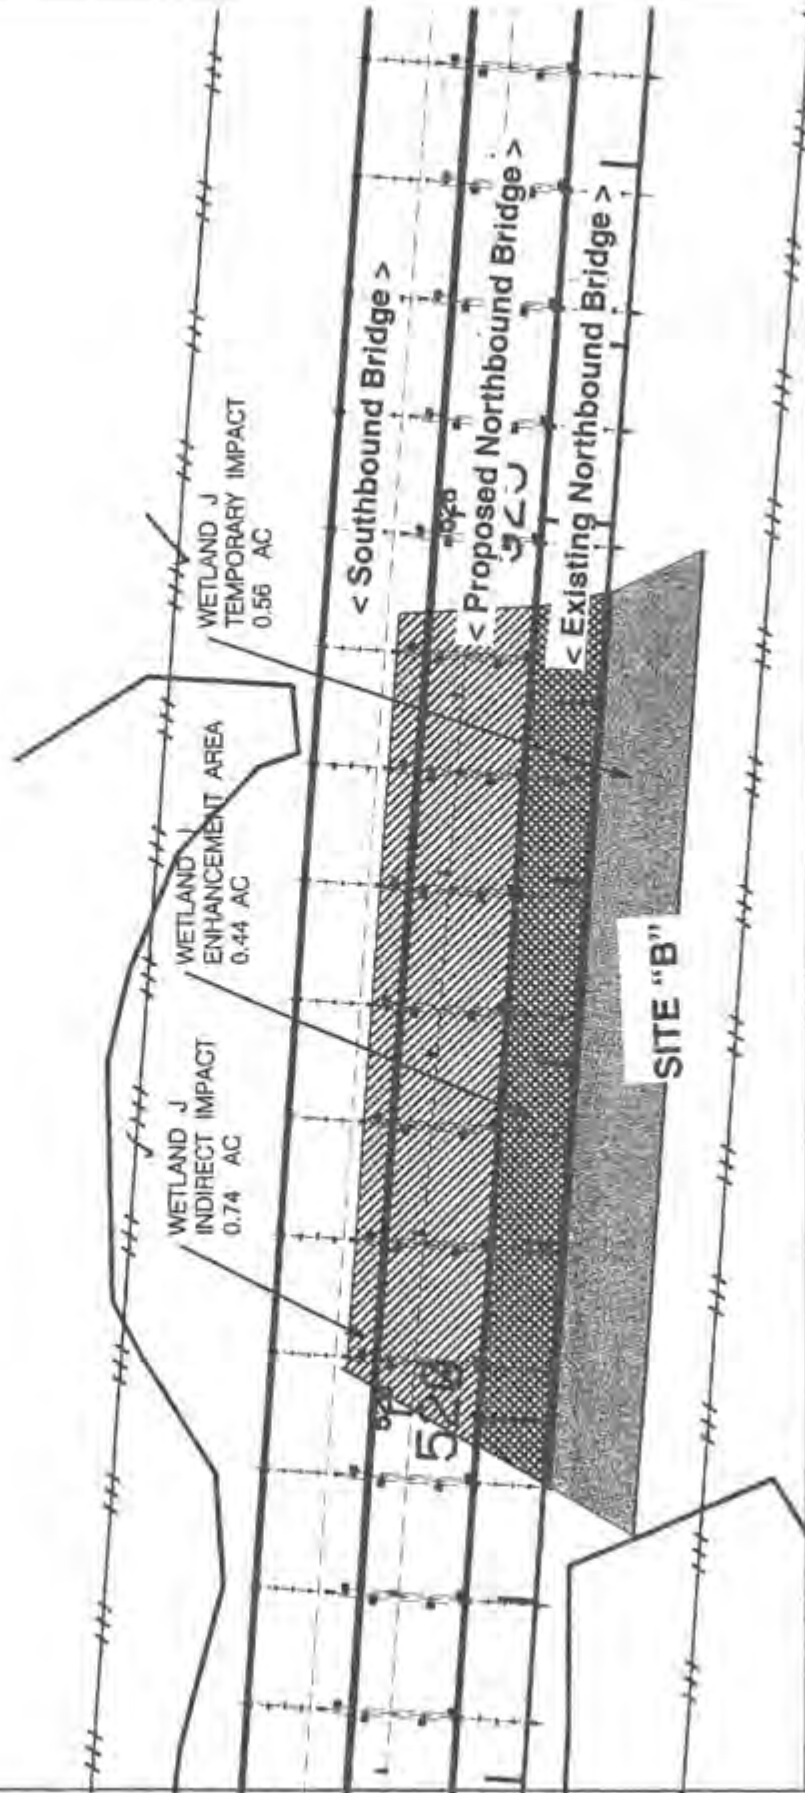 WETLAND J
INDIRECT IMPACT
0.74 AC
WETLAND J
ENHANCEMENT AREA
0.44 AC
WETLAND J
TEMPORARY IMPACT
0.56 AC
< Southbound Bridge >
< Proposed Northbound Bridge >
< Existing Northbound Bridge >
528
SITE “B”